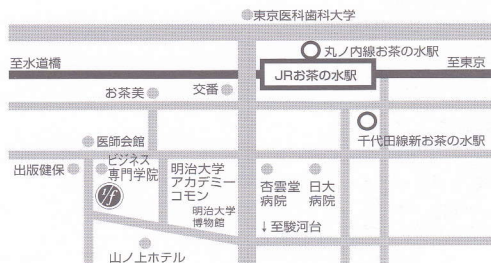 東京医科歯科大学
丸ノ内線お茶の水駅
至水道橋
至東京
JRお茶の水駅
お茶美
交番
千代田線新お茶の水駅
医師会館
出版健保
ビジネス
専門学院
明治大学
アカデミー
コモン
明治大学
博物館
杏雲堂
病院
日大
病院
↓至駿河台
山ノ上ホテル